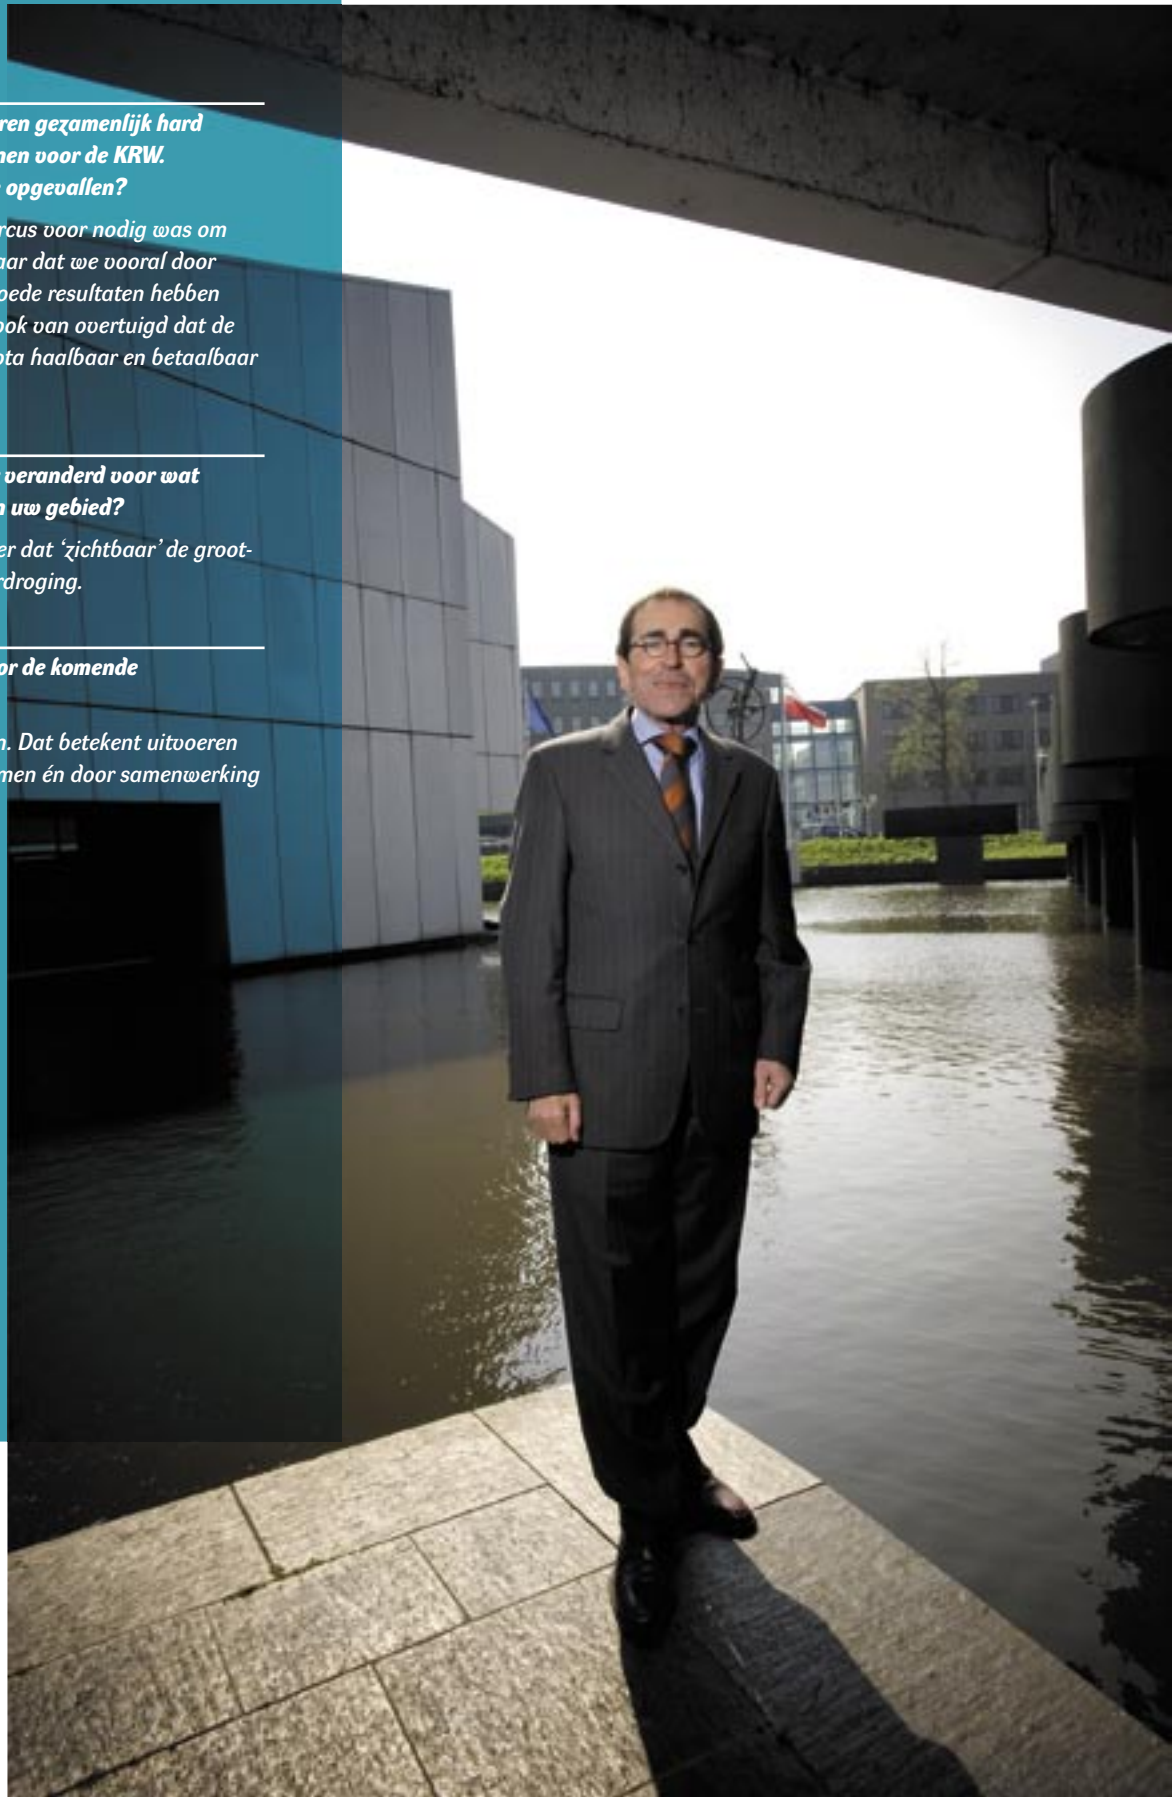 ren gezamenlijk hard
nen voor de KRW.
opgevallen?
rcus voor nodig was om
aar dat we vooral door
oede resultaten hebben
ook van overtuigd dat de
ota haalbaar en betaalbaar
veranderd voor wat
n uw gebied?
er dat ‘zichtbaar’ de groot-
rdroging.
or de komende
n. Dat betekent uitvoeren
men én door samenwerking